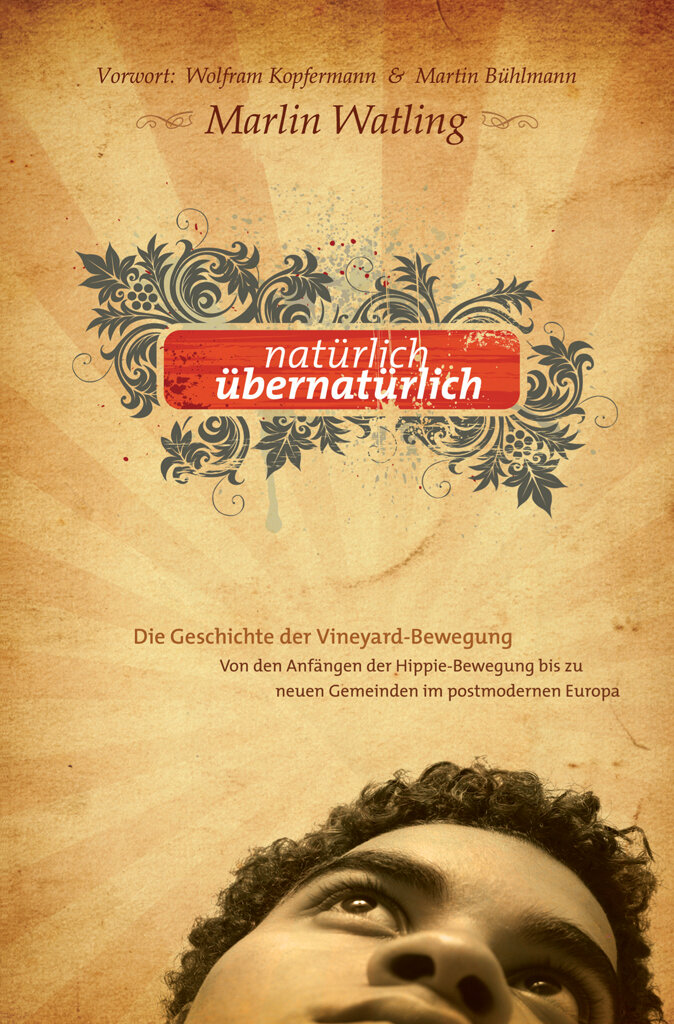 Vorwort: Wolfram Kopfermann & Martin Bühlmann
Marlin Watling
natürlich
übernatürlich
Die Geschichte der Vineyard-Bewegung
Von den Anfängen der Hippie-Bewegung bis zu
neuen Gemeinden im postmodernen Europa